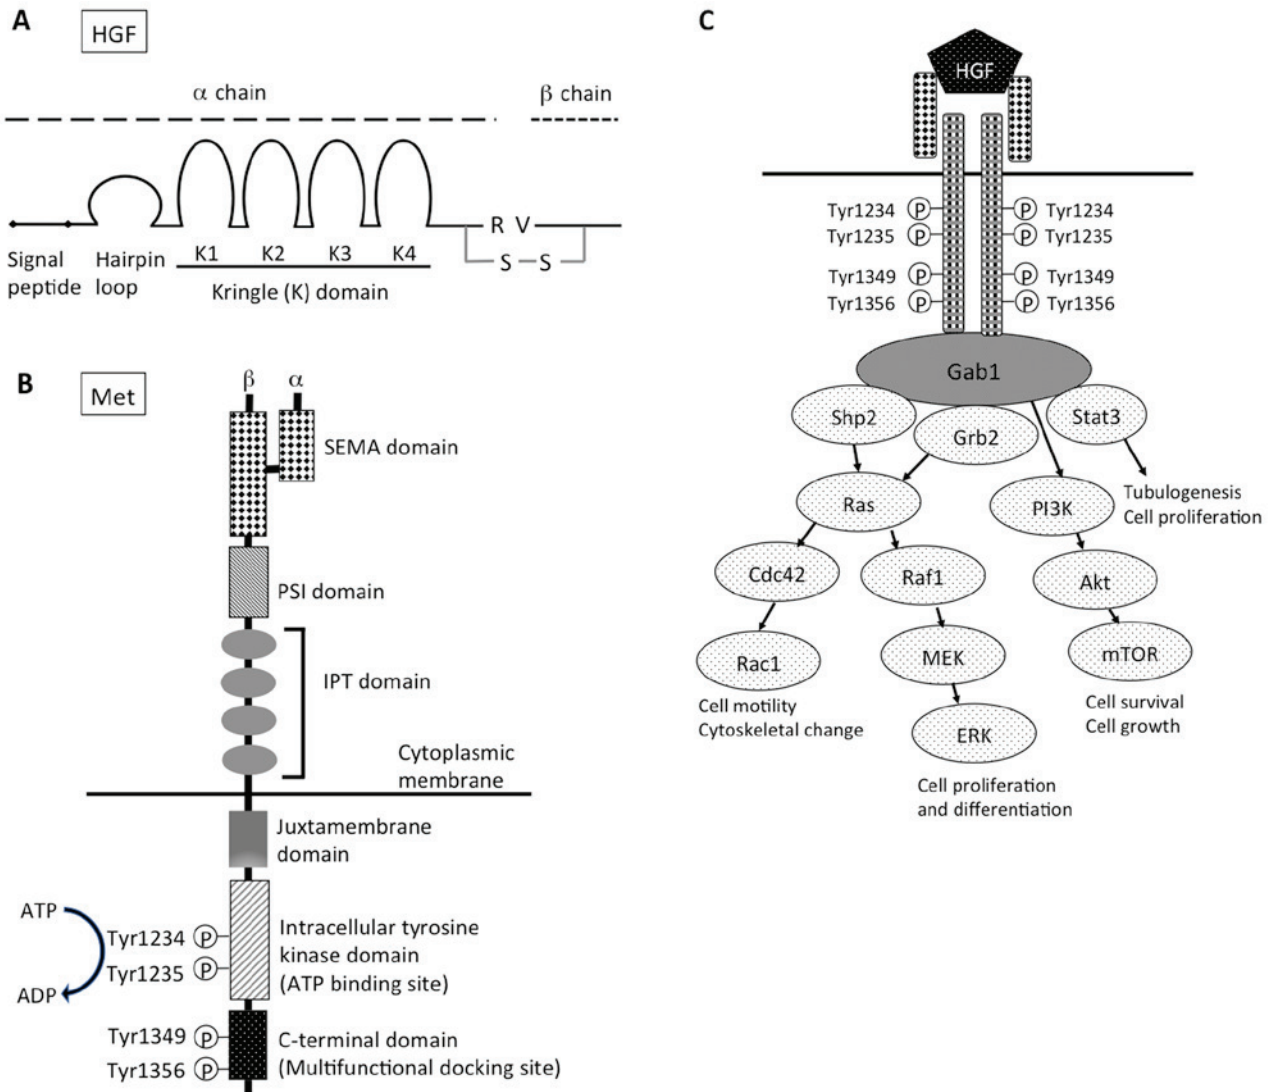 A
HGF
α chain
β chain
R V
S S
Signal
peptide
Hairpin
loop
K1 K2 K3 K4
Kringle (K) domain
B
Met
β α
SEMA domain
PSI domain
IPT domain
Cytoplasmic
membrane
Juxtamembrane
domain
ATP
ADP
Tyr1234 P
Tyr1235 P
Intracellular tyrosine
kinase domain
(ATP binding site)
Tyr1349 P
Tyr1356 P
C-terminal domain
(Multifunctional docking site)
C
HGF
Tyr1234 P P Tyr1234
Tyr1235 P P Tyr1235
Tyr1349 P P Tyr1349
Tyr1356 P P Tyr1356
Gab1
Shp2
Grb2
Stat3
Ras
PI3K
Tubulogenesis
Cell proliferation
Cdc42
Raf1
Akt
Rac1
MEK
mTOR
Cell motility
Cytoskeletal change
ERK
Cell survival
Cell growth
Cell proliferation
and differentiation